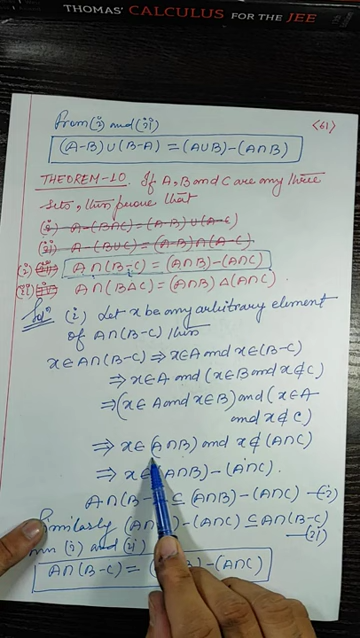 THOMAS' CALCULUS FOR THE JEE
<61>
From (i) and (ii)
(A-B)∪(B-A) = (A∪B)-(A∩B)
THEOREM-10. If A, B and C are any three
sets, then prove that
(i) A-(B∩C)=(A-B)∪(A-C)
(ii) A-(B∪C)=(A-B)∩(A-C)
(i) A∩(B-C) = (A∩B)-(A∩C)
(ii) A∩(BΔC) = (A∩B)Δ(A∩C)
Solⁿ (i) Let x be any arbitrary element
of A∩(B-C) then
x∈A∩(B-C) ⇒ x∈A and x∈(B-C)
⇒ x∈A and (x∈B and x∉C)
⇒ (x∈A and x∈B) and (x∈A
and x∉C)
⇒ x∈(A∩B) and x∉(A∩C)
⇒ x∈(A∩B)-(A∩C).
A∩(B- ⊆ (A∩B)-(A∩C) —(i)
Similarly (A∩ )-(A∩C) ⊆ A∩(B-C)
—(ii)
(i) and (ii)
A∩(B-C) = ( B)-(A∩C)